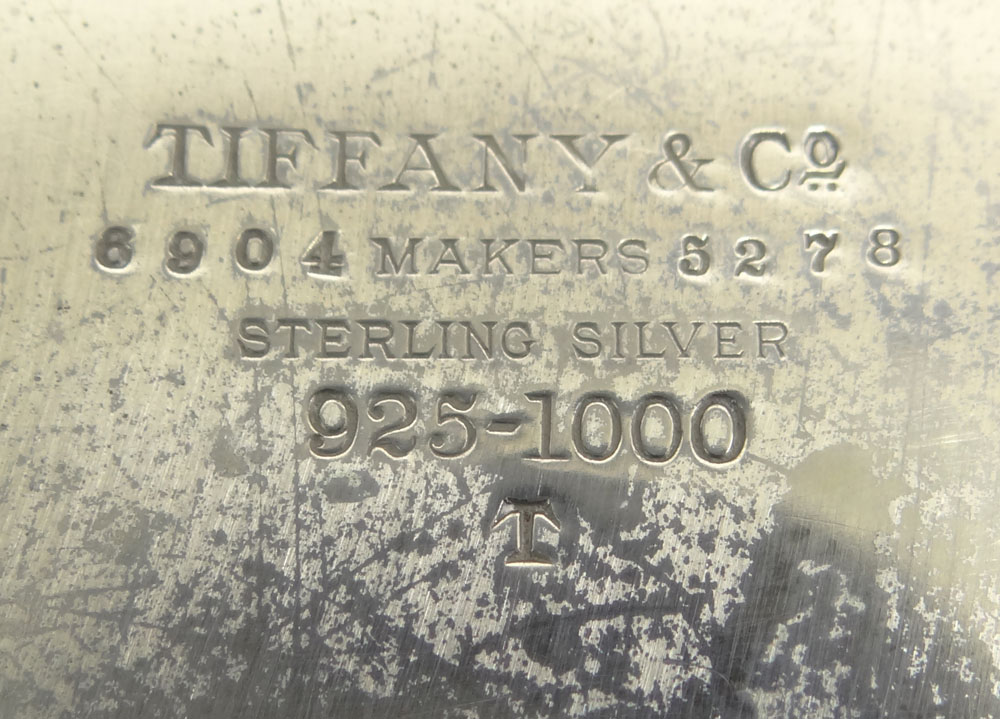 TIFFANY & Cº
6904 MAKERS 5278
STERLING SILVER
925-1000
T